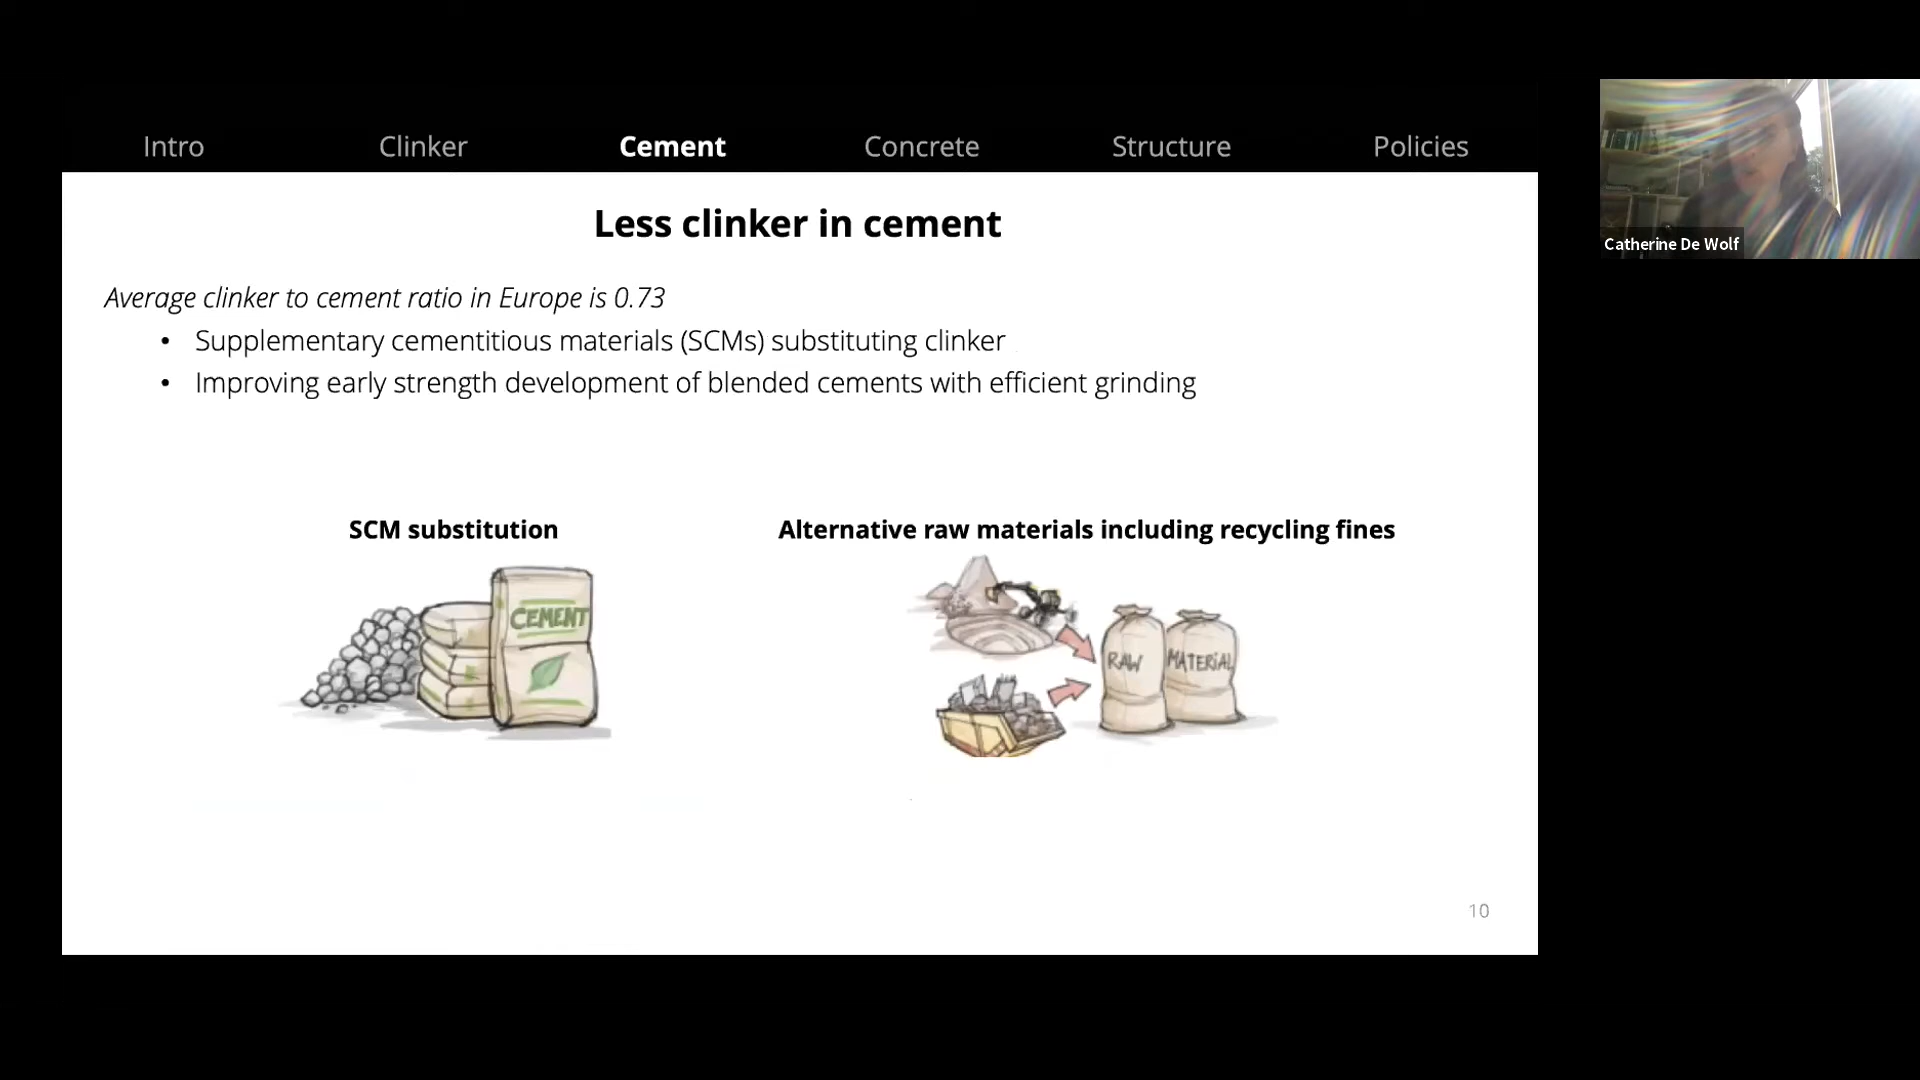 Intro Clinker Cement Concrete Structure Policies
Less clinker in cement
Average clinker to cement ratio in Europe is 0.73
• Supplementary cementitious materials (SCMs) substituting clinker
• Improving early strength development of blended cements with efficient grinding
SCM substitution
Alternative raw materials including recycling fines
CEMENT
RAW MATERIAL
10
Catherine De Wolf